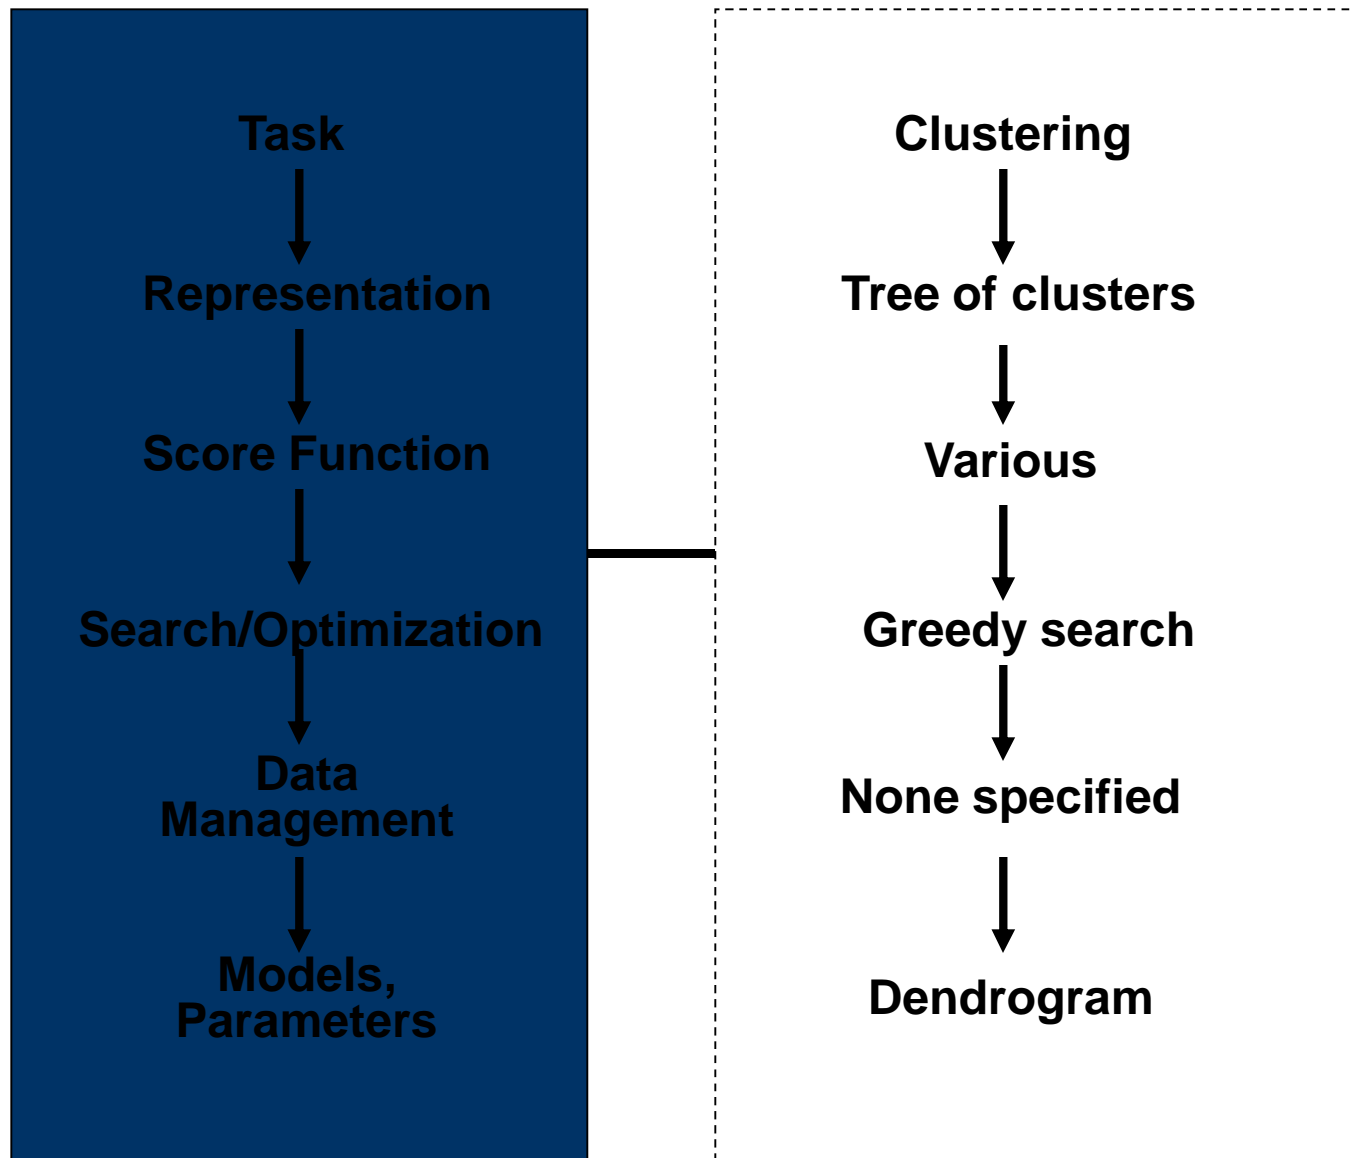 Task
Representation
Score Function
Search/Optimization
Data
Management
Models,
Parameters
Clustering
Tree of clusters
Various
Greedy search
None specified
Dendrogram